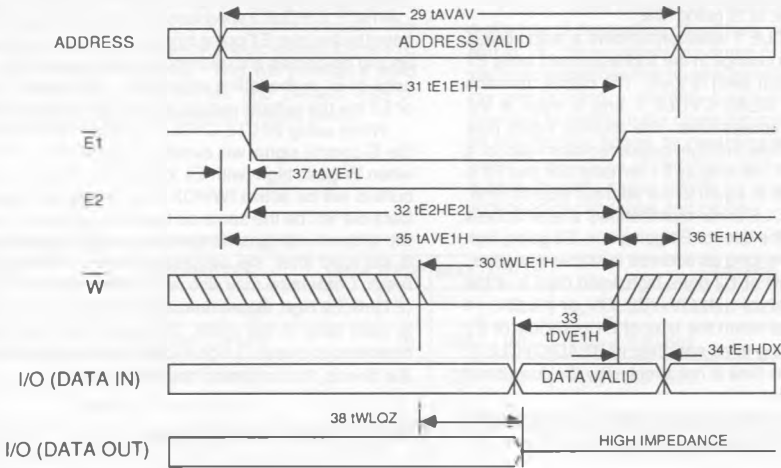 29 tAVAV
ADDRESS
ADDRESS VALID
31 tE1E1H
E1
37 tAVE1L
E2
32 tE2HE2L
35 tAVE1H
36 tE1HAX
30 tWLE1H
W
33
tDVE1H
34 tE1HDX
I/O (DATA IN)
DATA VALID
38 tWLQZ
I/O (DATA OUT)
HIGH IMPEDANCE